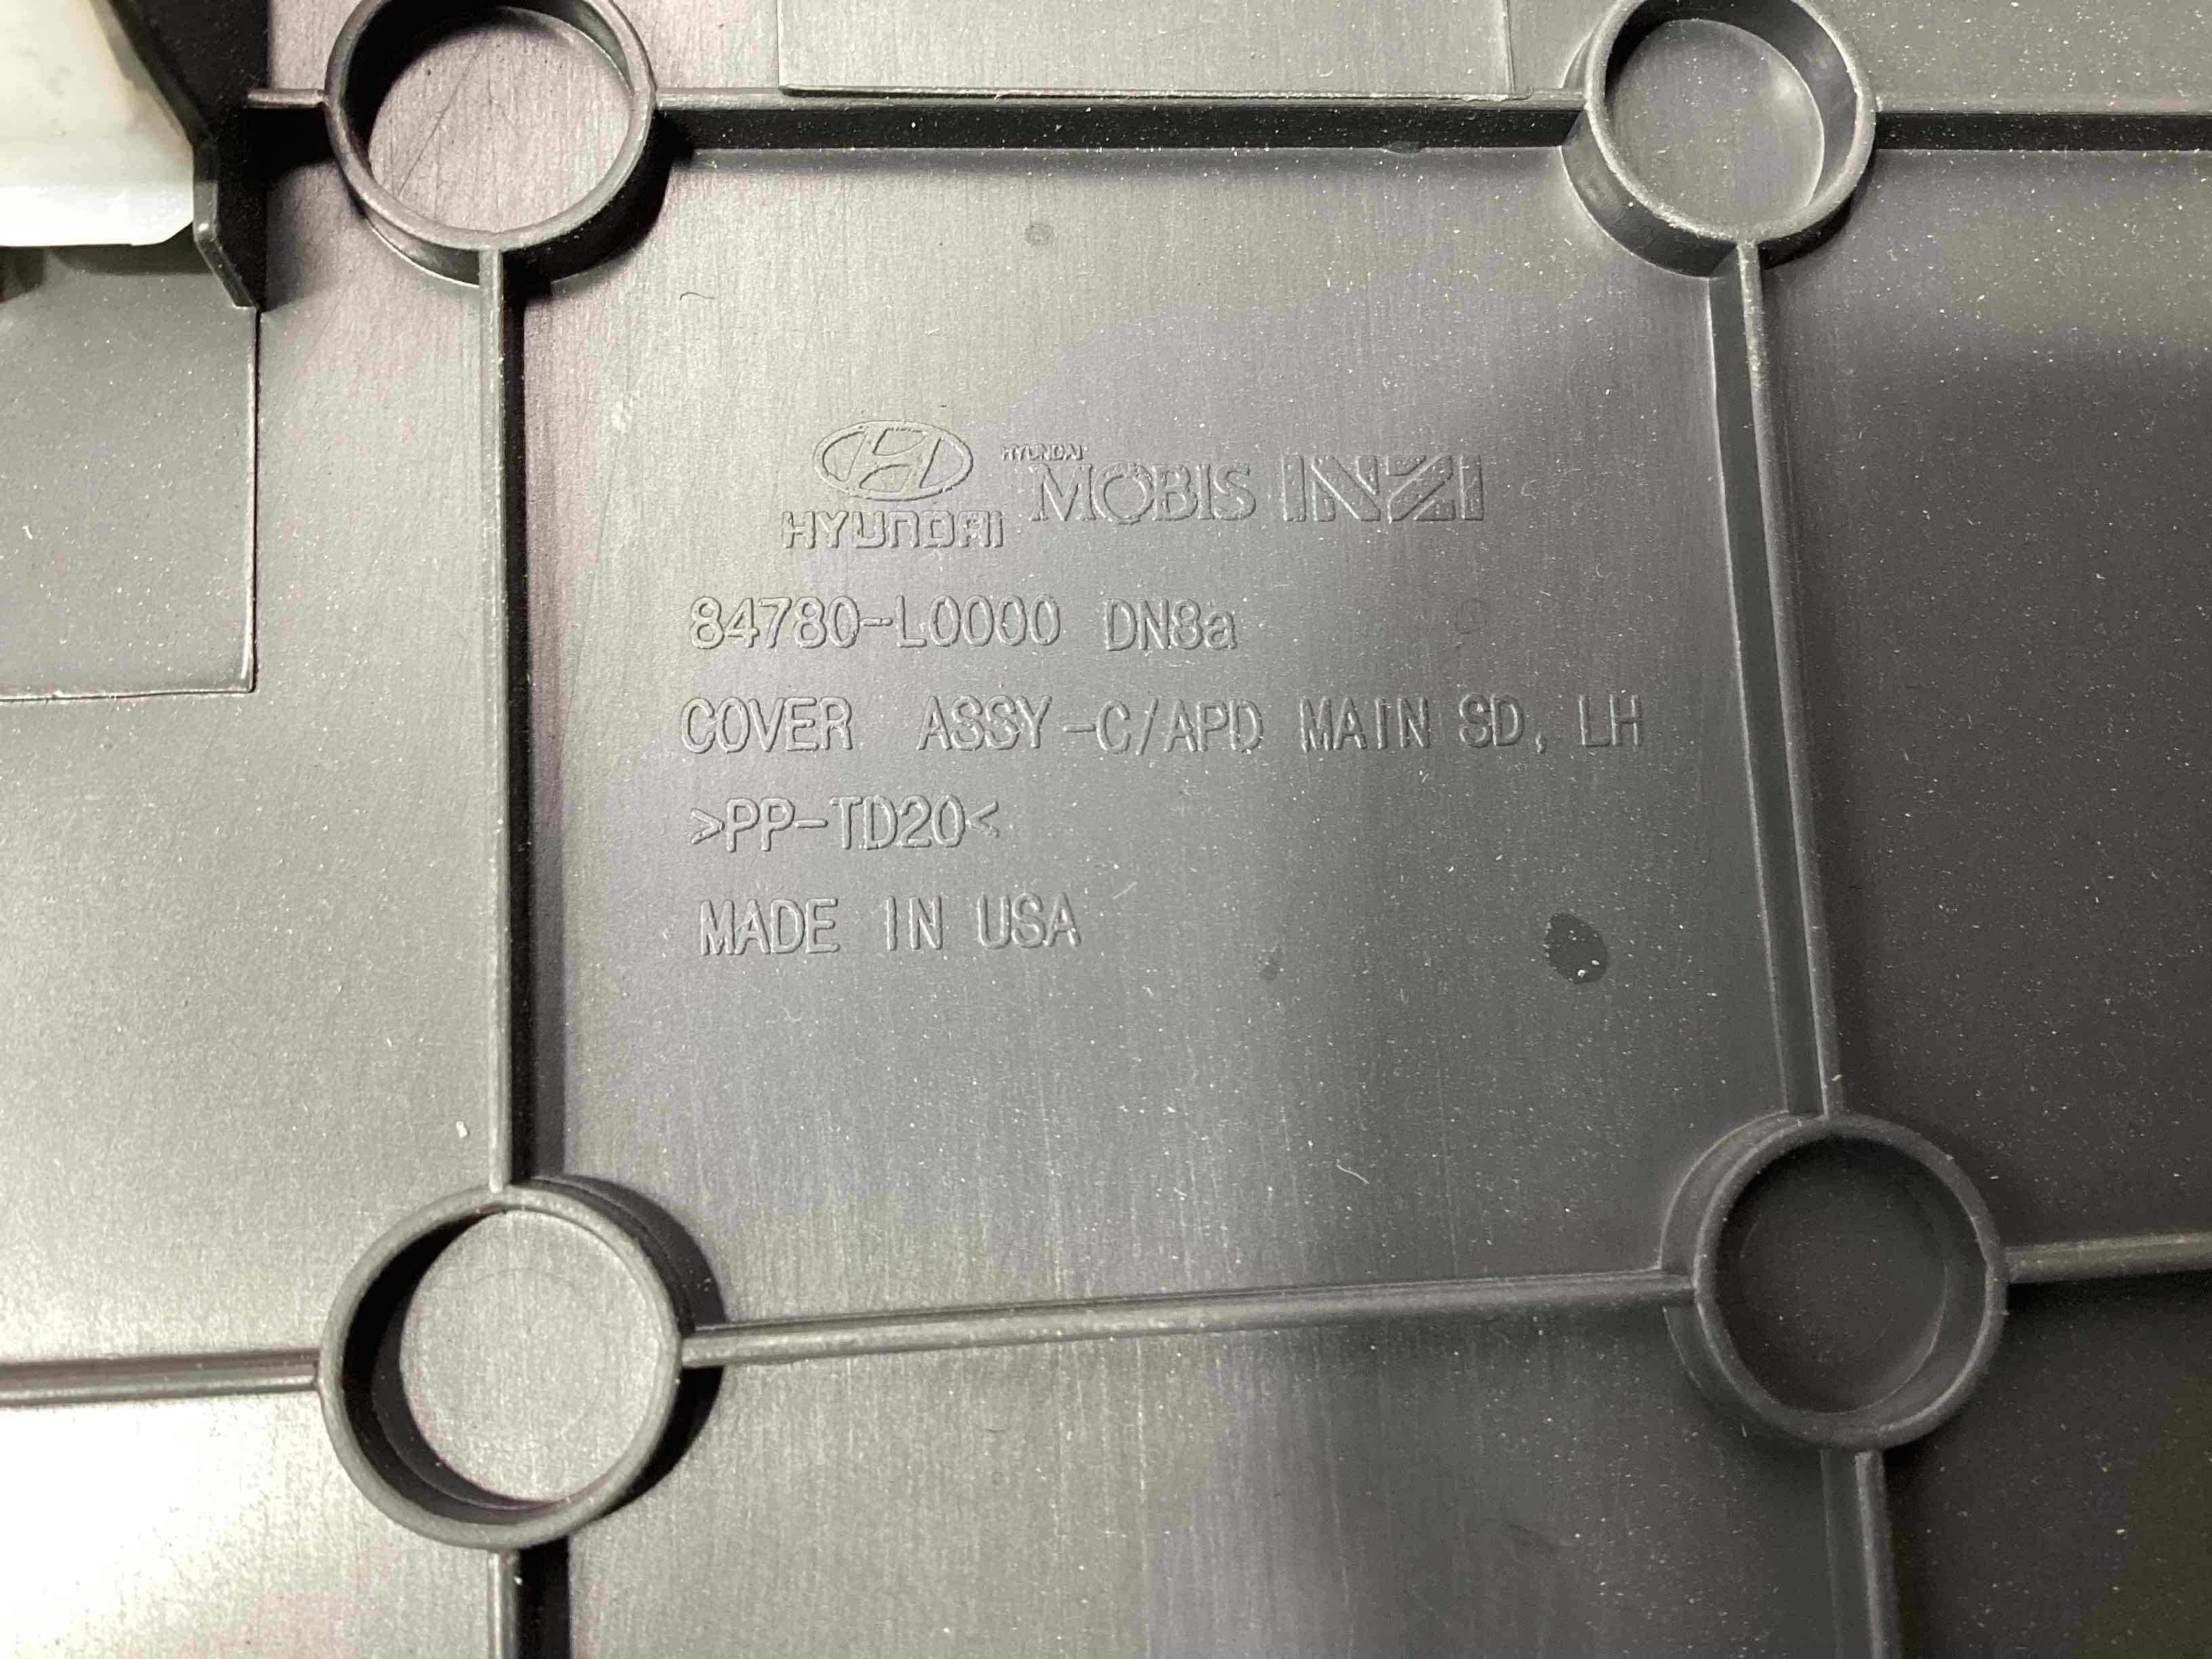 HYUNDAI
HYUNDAI MOBIS INZI
84780-L0000 DN8a
COVER ASSY-C/APD MAIN SD, LH
>PP-TD20<
MADE IN USA